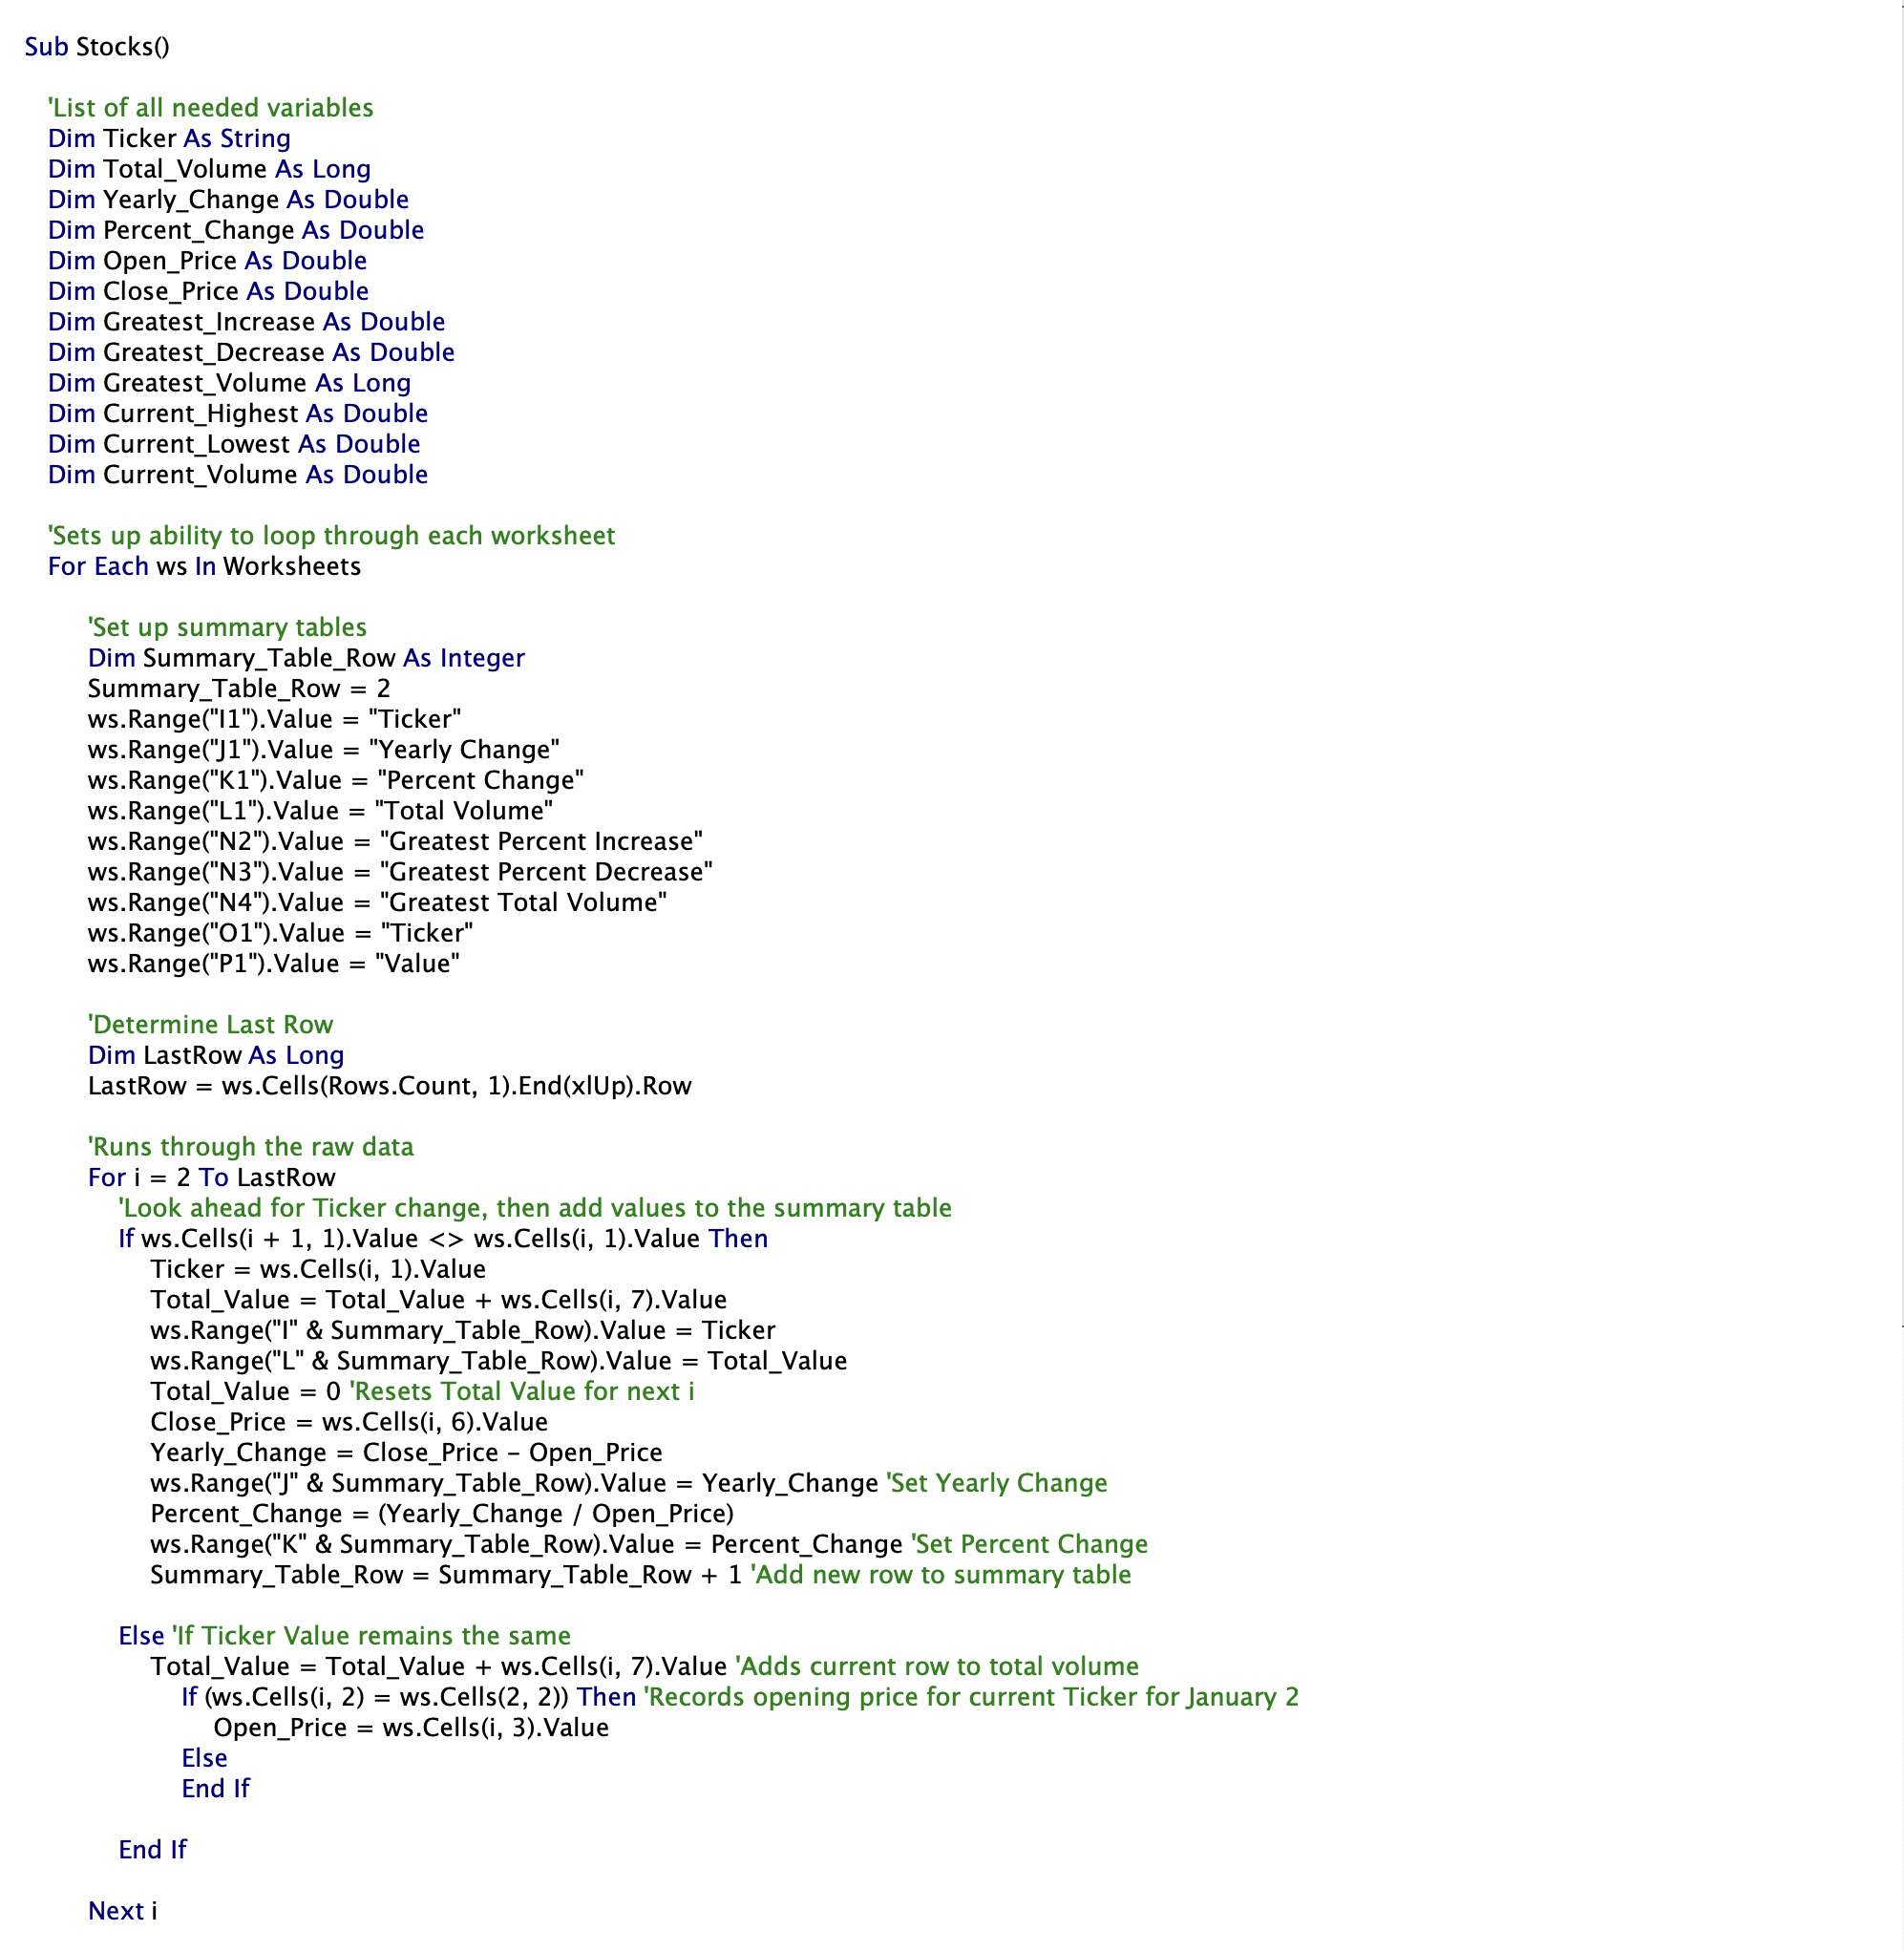 Sub Stocks()
'List of all needed variables
Dim Ticker As String
Dim Total_Volume As Long
Dim Yearly_Change As Double
Dim Percent_Change As Double
Dim Open_Price As Double
Dim Close_Price As Double
Dim Greatest_Increase As Double
Dim Greatest_Decrease As Double
Dim Greatest_Volume As Long
Dim Current_Highest As Double
Dim Current_Lowest As Double
Dim Current_Volume As Double
'Sets up ability to loop through each worksheet
For Each ws In Worksheets
'Set up summary tables
Dim Summary_Table_Row As Integer
Summary_Table_Row = 2
ws.Range("I1").Value = "Ticker"
ws.Range("J1").Value = "Yearly Change"
ws.Range("K1").Value = "Percent Change"
ws.Range("L1").Value = "Total Volume"
ws.Range("N2").Value = "Greatest Percent Increase"
ws.Range("N3").Value = "Greatest Percent Decrease"
ws.Range("N4").Value = "Greatest Total Volume"
ws.Range("O1").Value = "Ticker"
ws.Range("P1").Value = "Value"
'Determine Last Row
Dim LastRow As Long
LastRow = ws.Cells(Rows.Count, 1).End(xlUp).Row
'Runs through the raw data
For i = 2 To LastRow
'Look ahead for Ticker change, then add values to the summary table
If ws.Cells(i + 1, 1).Value <> ws.Cells(i, 1).Value Then
Ticker = ws.Cells(i, 1).Value
Total_Value = Total_Value + ws.Cells(i, 7).Value
ws.Range("I" & Summary_Table_Row).Value = Ticker
ws.Range("L" & Summary_Table_Row).Value = Total_Value
Total_Value = 0 'Resets Total Value for next i
Close_Price = ws.Cells(i, 6).Value
Yearly_Change = Close_Price - Open_Price
ws.Range("J" & Summary_Table_Row).Value = Yearly_Change 'Set Yearly Change
Percent_Change = (Yearly_Change / Open_Price)
ws.Range("K" & Summary_Table_Row).Value = Percent_Change 'Set Percent Change
Summary_Table_Row = Summary_Table_Row + 1 'Add new row to summary table
Else 'If Ticker Value remains the same
Total_Value = Total_Value + ws.Cells(i, 7).Value 'Adds current row to total volume
If (ws.Cells(i, 2) = ws.Cells(2, 2)) Then 'Records opening price for current Ticker for January 2
Open_Price = ws.Cells(i, 3).Value
Else
End If
End If
Next i